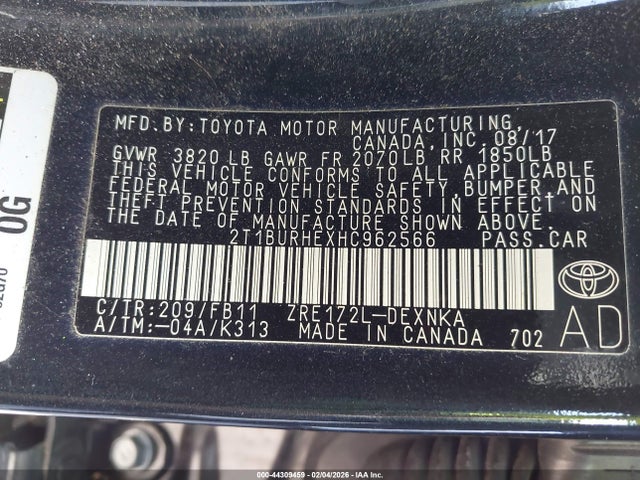 MFD.BY:TOYOTA MOTOR MANUFACTURING,
CANADA,INC. 08/17
GVWR 3820 LB GAWR FR 2070LB RR 1850LB
THIS VEHICLE CONFORMS TO ALL APPLICABLE
FEDERAL MOTOR VEHICLE SAFETY, BUMPER, AND
THEFT PREVENTION STANDARDS IN EFFECT ON
THE DATE OF MANUFACTURE SHOWN ABOVE.
2T1BURHEXHC962566 PASS.CAR
C/TR:209/FB11 ZRE172L-DEXNKA
A/TM:-04A/K313 MADE IN CANADA 702
AD
0G
000-44309459 | 02/04/2026 - IAA Inc.